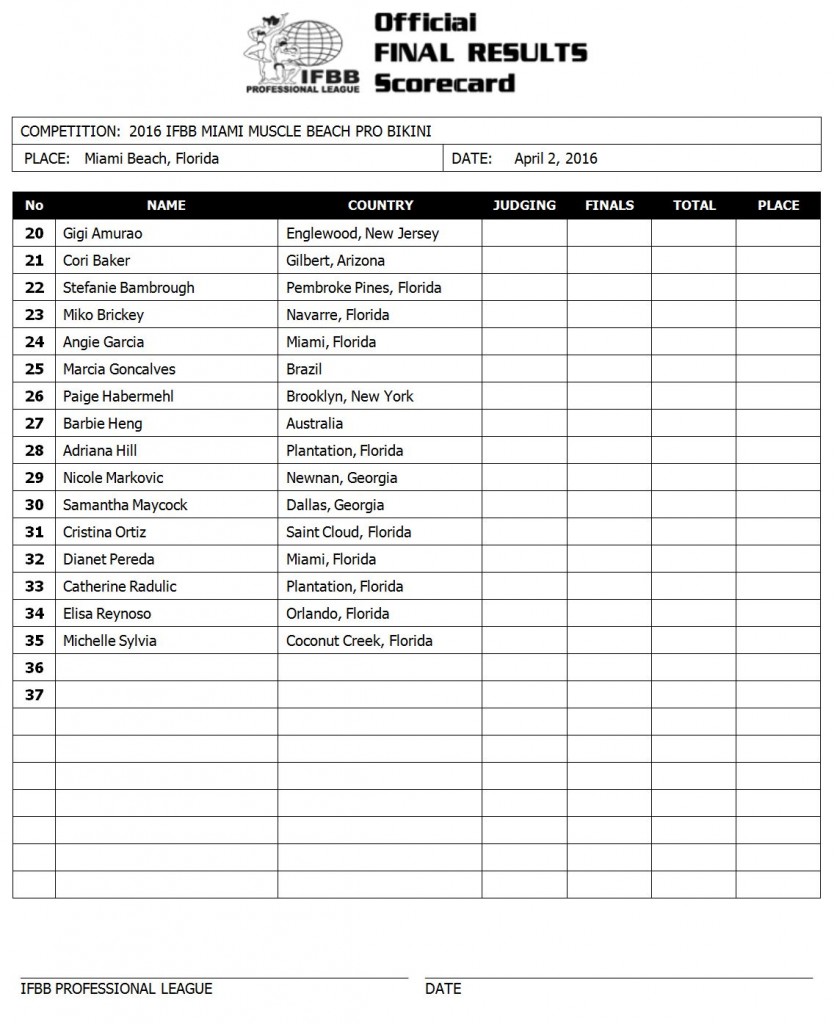 IFBB
PROFESSIONAL LEAGUE
Official
FINAL RESULTS
Scorecard
COMPETITION: 2016 IFBB MIAMI MUSCLE BEACH PRO BIKINI
PLACE: Miami Beach, Florida DATE: April 2, 2016
No NAME COUNTRY JUDGING FINALS TOTAL PLACE
20 Gigi Amurao Englewood, New Jersey
21 Cori Baker Gilbert, Arizona
22 Stefanie Bambrough Pembroke Pines, Florida
23 Miko Brickey Navarre, Florida
24 Angie Garcia Miami, Florida
25 Marcia Goncalves Brazil
26 Paige Habermehl Brooklyn, New York
27 Barbie Heng Australia
28 Adriana Hill Plantation, Florida
29 Nicole Markovic Newnan, Georgia
30 Samantha Maycock Dallas, Georgia
31 Cristina Ortiz Saint Cloud, Florida
32 Dianet Pereda Miami, Florida
33 Catherine Radulic Plantation, Florida
34 Elisa Reynoso Orlando, Florida
35 Michelle Sylvia Coconut Creek, Florida
36
37
IFBB PROFESSIONAL LEAGUE DATE